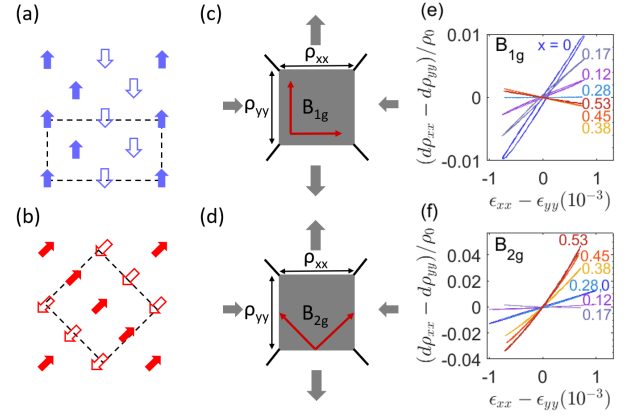 (a)
(b)
(c)
ρxx
ρyy
B1g
(d)
ρxx
ρyy
B2g
(e)
0.01
B1g
x = 0
0.17
0.12
0.28
0.53
0.45
0.38
0
-0.01
-1 0 1
(dρxx − dρyy)/ρ0
ϵxx − ϵyy(10⁻³)
(f)
B2g
0.53
0.45
0.38
0.28
0
0.12
0.17
0.04
0.02
0
-0.02
-0.04
-1 0 1
(dρxx − dρyy)/ρ0
ϵxx − ϵyy(10⁻³)